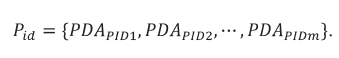 P_{id} = {PDA_{PID1}, PDA_{PID2}, ⋯, PDA_{PIDm}}.